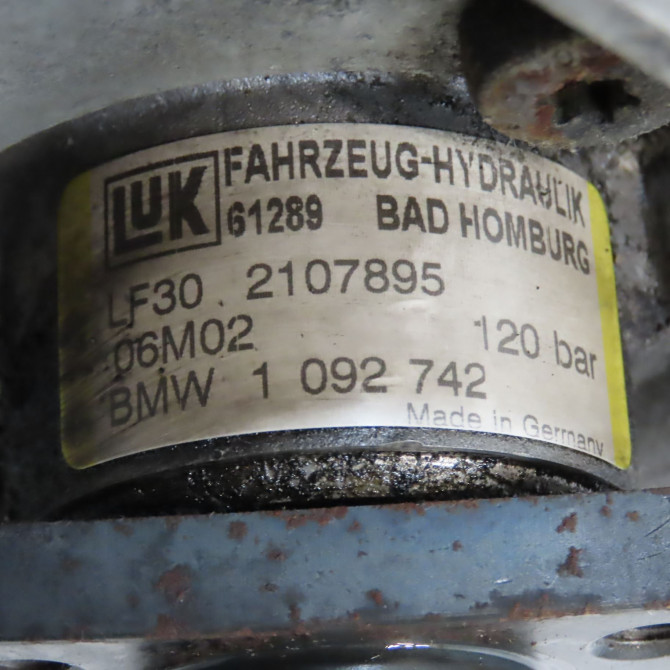 LUK FAHRZEUG-HYDRAULIK
61289 BAD HOMBURG
LF30 2107895
06M02 120 bar
BMW 1 092 742
Made in Germany